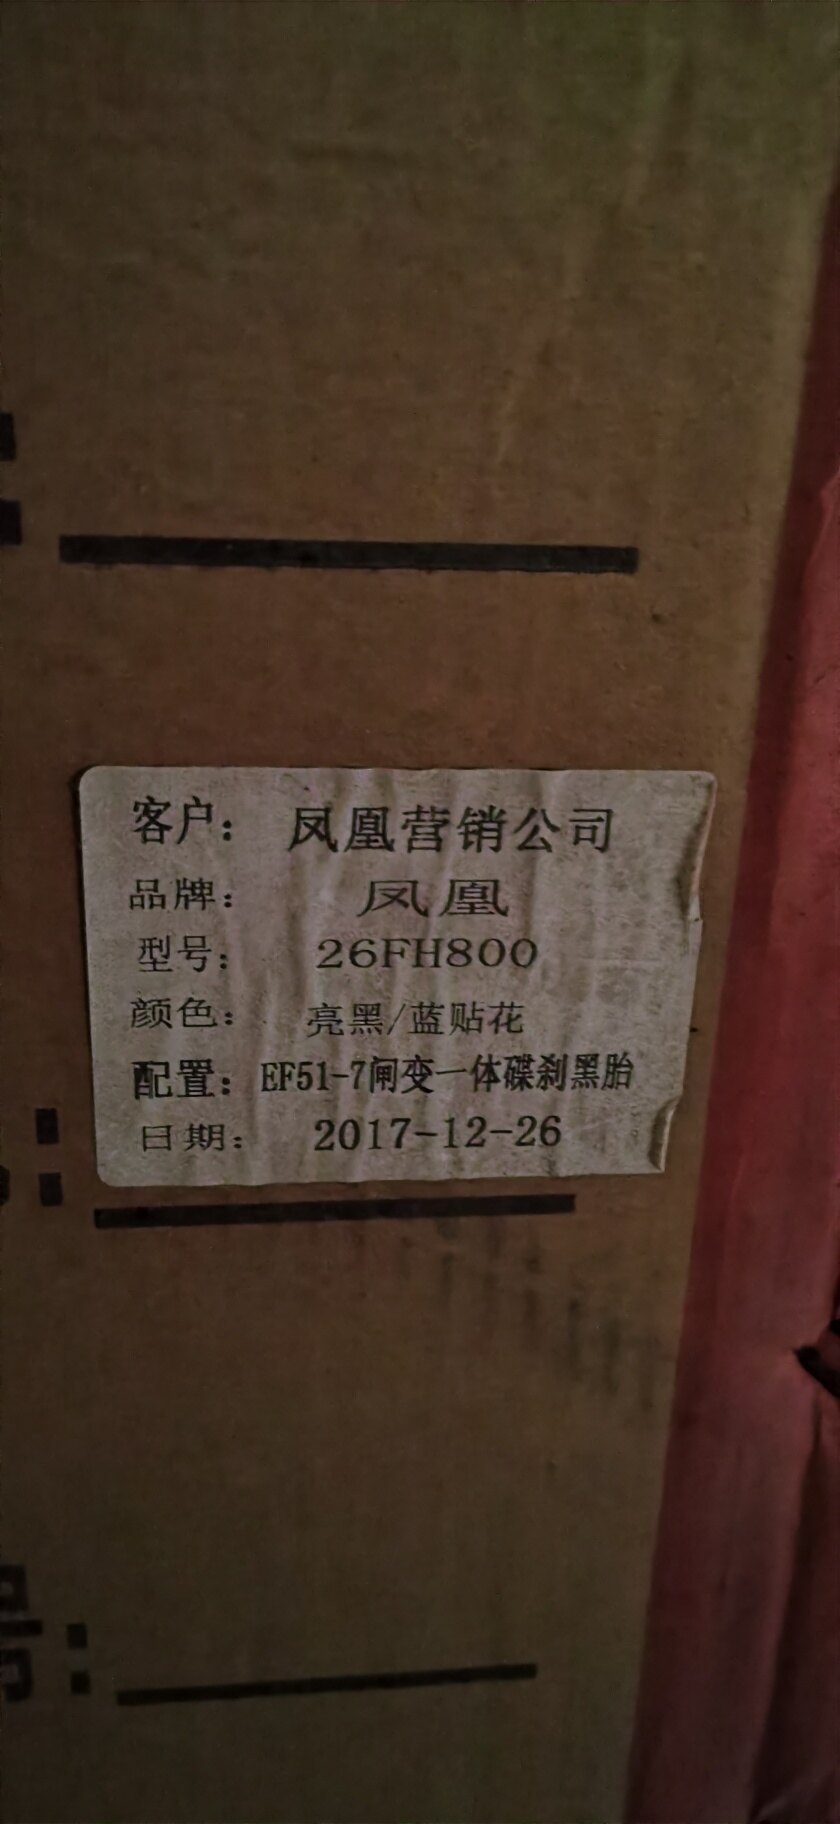 客户： 凤凰营销公司
品牌： 凤凰
型号： 26FH800
颜色： 亮黑/蓝贴花
配置： EF51-7闸变一体碟刹黑胎
日期： 2017-12-26